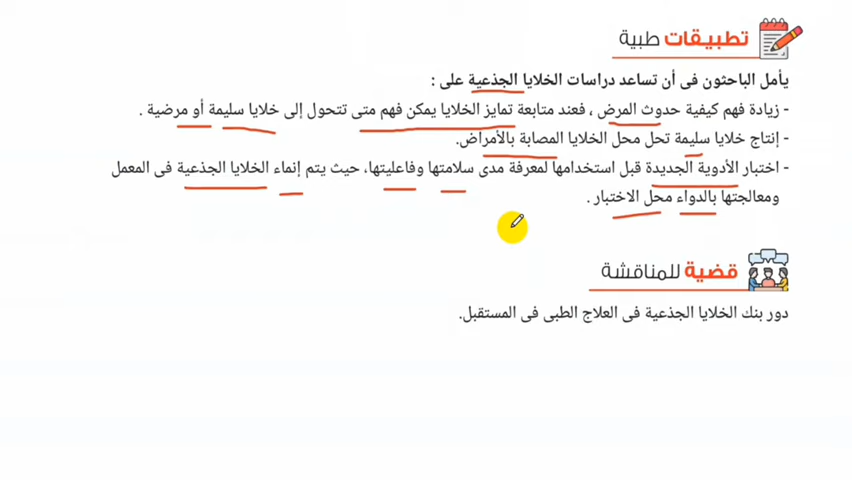 تطبيقات طبية
يأمل الباحثون فى أن تساعد دراسات الخلايا الجذعية على :
- زيادة فهم كيفية حدوث المرض ، فعند متابعة تمايز الخلايا يمكن فهم متى تتحول إلى خلايا سليمة أو مرضية .
- إنتاج خلايا سليمة تحل محل الخلايا المصابة بالأمراض.
- اختبار الأدوية الجديدة قبل استخدامها لمعرفة مدى سلامتها وفاعليتها، حيث يتم إنماء الخلايا الجذعية فى المعمل
ومعالجتها بالدواء محل الاختبار .
قضية للمناقشة
دور بنك الخلايا الجذعية فى العلاج الطبى فى المستقبل.